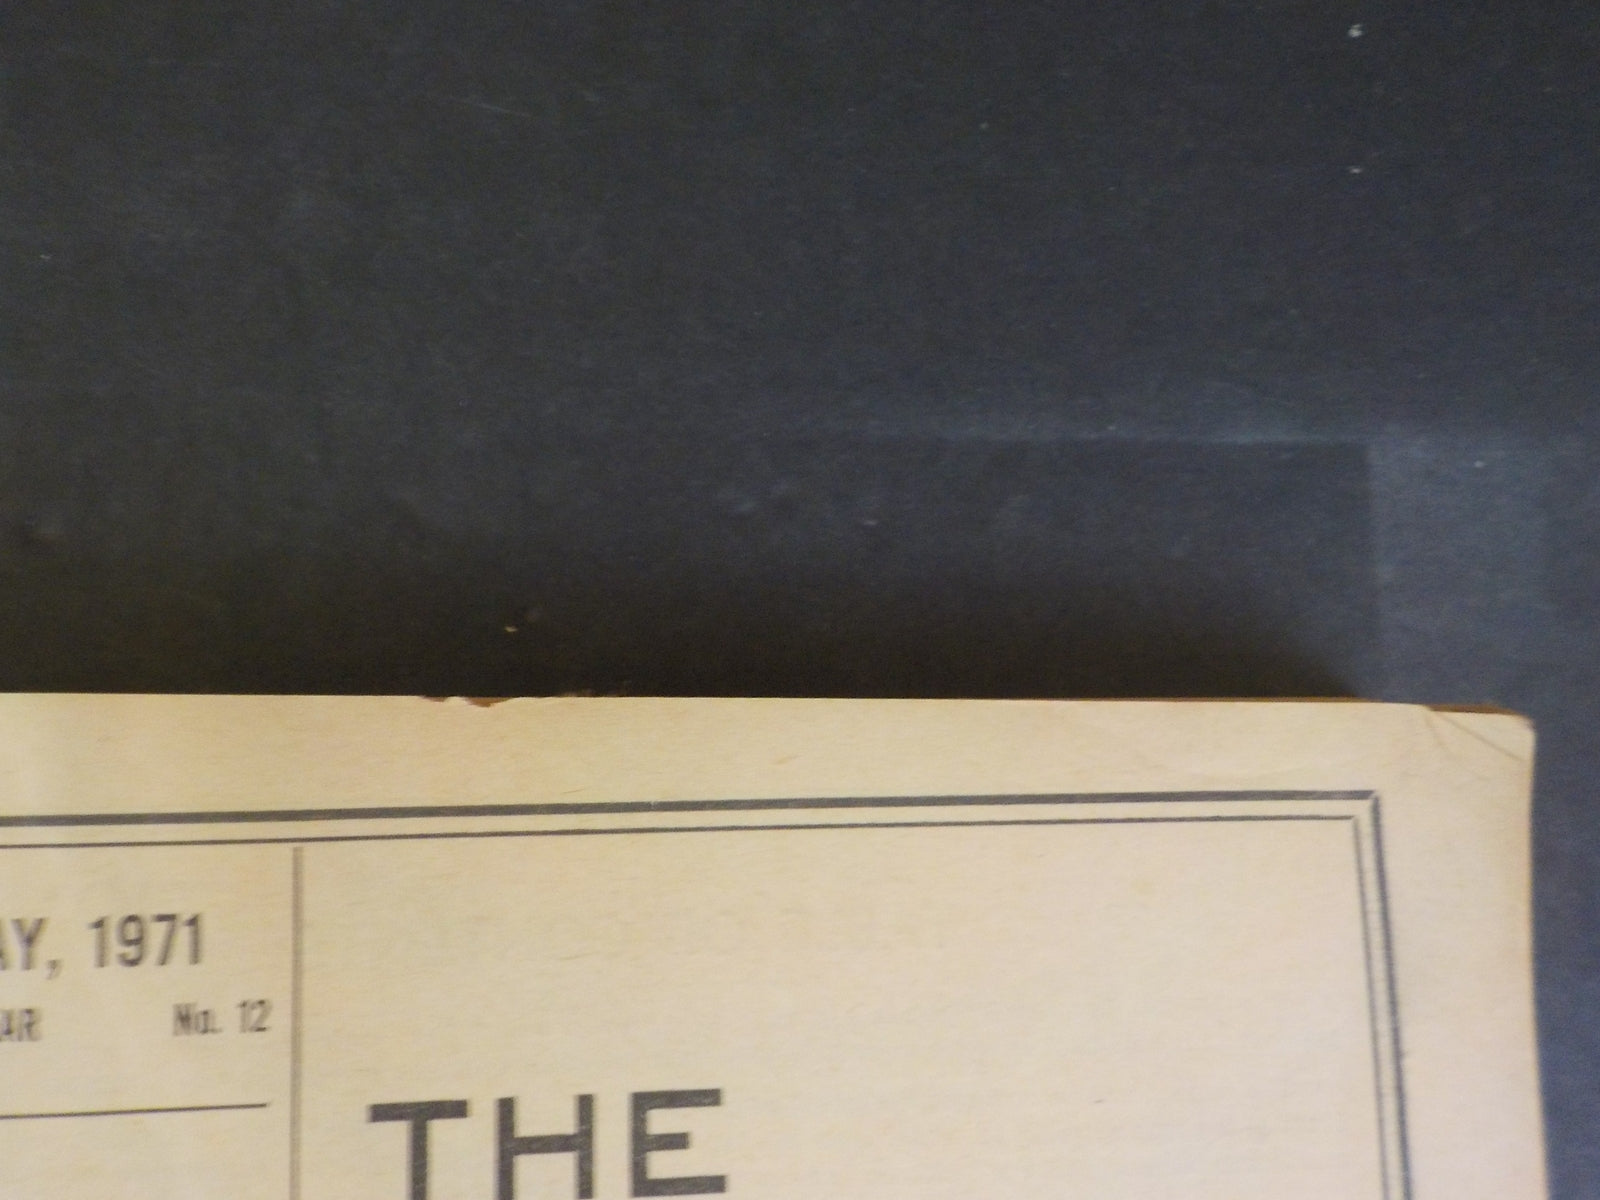 AY, 1971
AR No. 12
THE